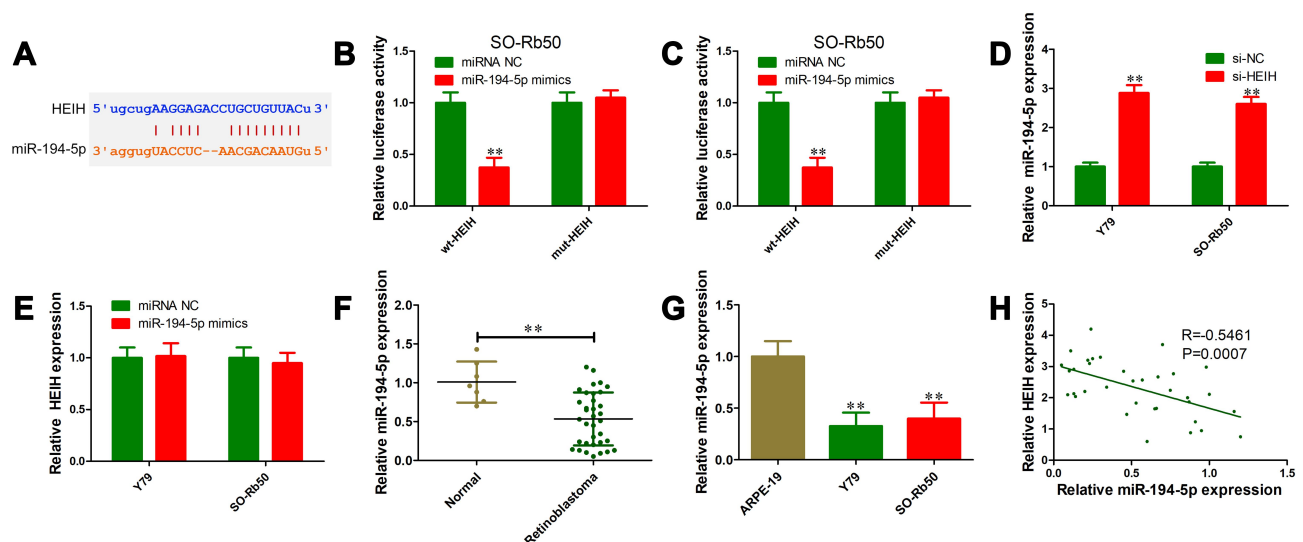 A
HEIH
5'ugcugAAGGAGACCUGCUGUUACu3'
miR-194-5p
3'aggugUACCUC--AACGACAAUGu5'
B
SO-Rb50
miRNA NC
miR-194-5p mimics
Relative luciferase activity
1.5
1.0
0.5
0.0
**
wt-HEIH
mut-HEIH
C
SO-Rb50
miRNA NC
miR-194-5p mimics
Relative luciferase activity
1.5
1.0
0.5
0.0
**
wt-HEIH
mut-HEIH
D
si-NC
si-HEIH
Relative miR-194-5p expression
4
3
2
1
0
**
**
Y79
SO-Rb50
E
miRNA NC
miR-194-5p mimics
Relative HEIH expression
1.5
1.0
0.5
0.0
Y79
SO-Rb50
F
Relative miR-194-5p expression
2.0
1.5
1.0
0.5
0.0
**
Normal
Retinoblastoma
G
Relative miR-194-5p expression
1.5
1.0
0.5
0.0
**
**
ARPE-19
Y79
SO-Rb50
H
Relative HEIH expression
5
4
3
2
1
0
R=-0.5461
P=0.0007
0.0
0.5
1.0
1.5
Relative miR-194-5p expression